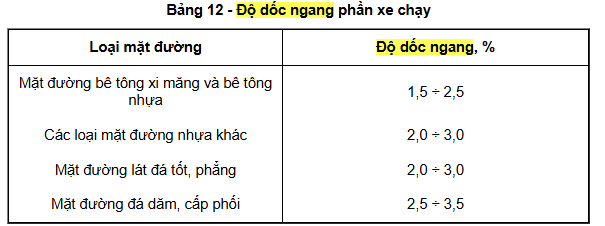 Bảng 12 - Độ dốc ngang phần xe chạy
Loại mặt đường
Độ dốc ngang, %
Mặt đường bê tông xi măng và bê tông
nhựa
1,5 ÷ 2,5
Các loại mặt đường nhựa khác
2,0 ÷ 3,0
Mặt đường lát đá tốt, phẳng
2,0 ÷ 3,0
Mặt đường đá dăm, cấp phối
2,5 ÷ 3,5